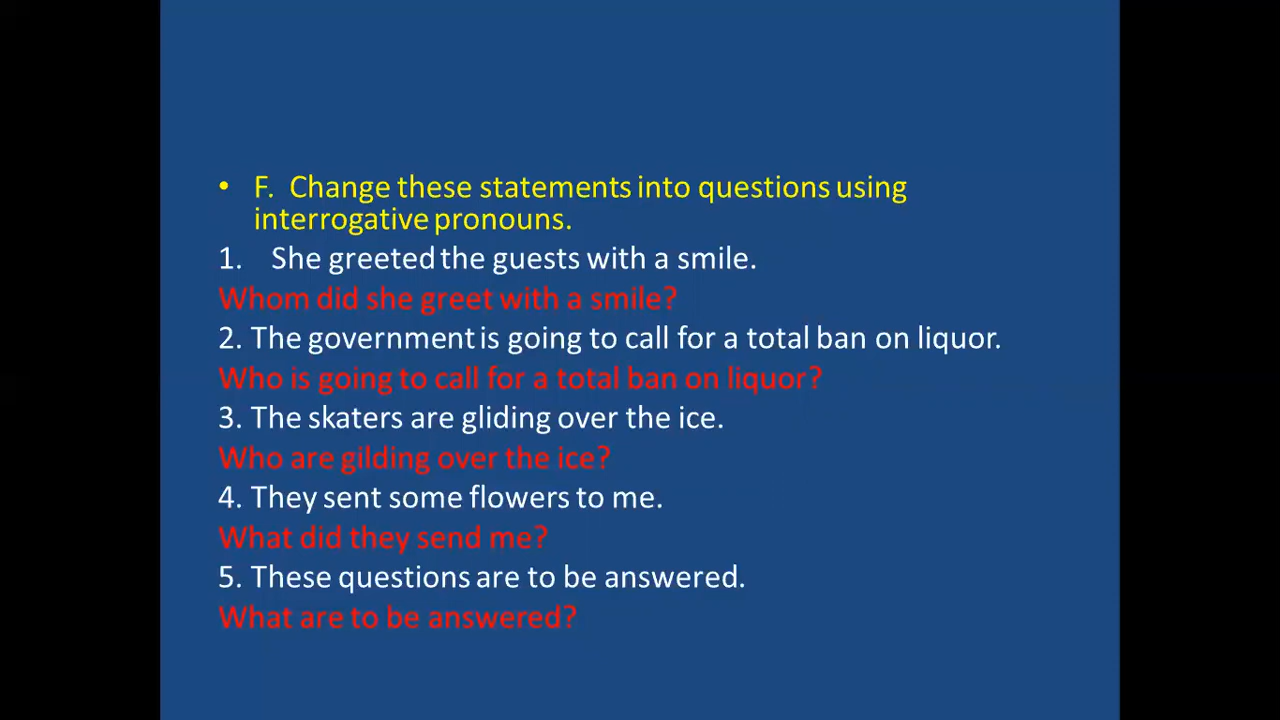 • F. Change these statements into questions using
interrogative pronouns.
1. She greeted the guests with a smile.
Whom did she greet with a smile?
2. The government is going to call for a total ban on liquor.
Who is going to call for a total ban on liquor?
3. The skaters are gliding over the ice.
Who are gilding over the ice?
4. They sent some flowers to me.
What did they send me?
5. These questions are to be answered.
What are to be answered?